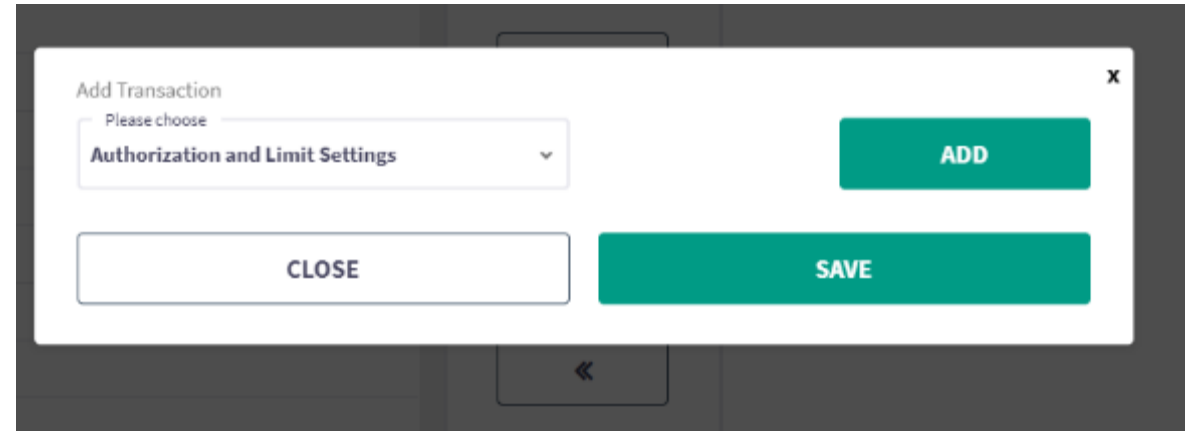 Add Transaction
x
Please choose
Authorization and Limit Settings
ADD
CLOSE
SAVE
«